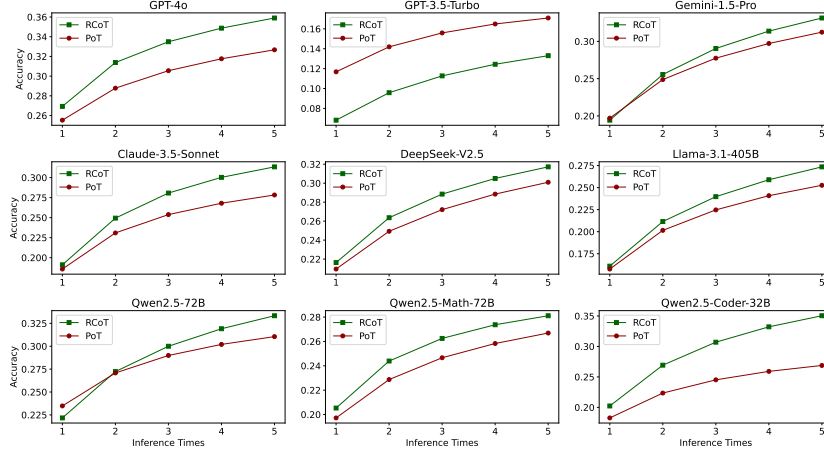 GPT-4o
GPT-3.5-Turbo
Gemini-1.5-Pro
Accuracy
0.36
0.34
0.32
0.30
0.28
0.26
RCoT
PoT
1 2 3 4 5
0.16
0.14
0.12
0.10
0.08
RCoT
PoT
1 2 3 4 5
0.30
0.25
0.20
RCoT
PoT
1 2 3 4 5
Claude-3.5-Sonnet
DeepSeek-V2.5
Llama-3.1-405B
Accuracy
0.300
0.275
0.250
0.225
0.200
RCoT
PoT
1 2 3 4 5
0.32
0.30
0.28
0.26
0.24
0.22
RCoT
PoT
1 2 3 4 5
0.275
0.250
0.225
0.200
0.175
RCoT
PoT
1 2 3 4 5
Qwen2.5-72B
Qwen2.5-Math-72B
Qwen2.5-Coder-32B
Accuracy
0.325
0.300
0.275
0.250
0.225
RCoT
PoT
1 2 3 4 5
Inference Times
0.28
0.26
0.24
0.22
0.20
RCoT
PoT
1 2 3 4 5
Inference Times
0.35
0.30
0.25
0.20
RCoT
PoT
1 2 3 4 5
Inference Times